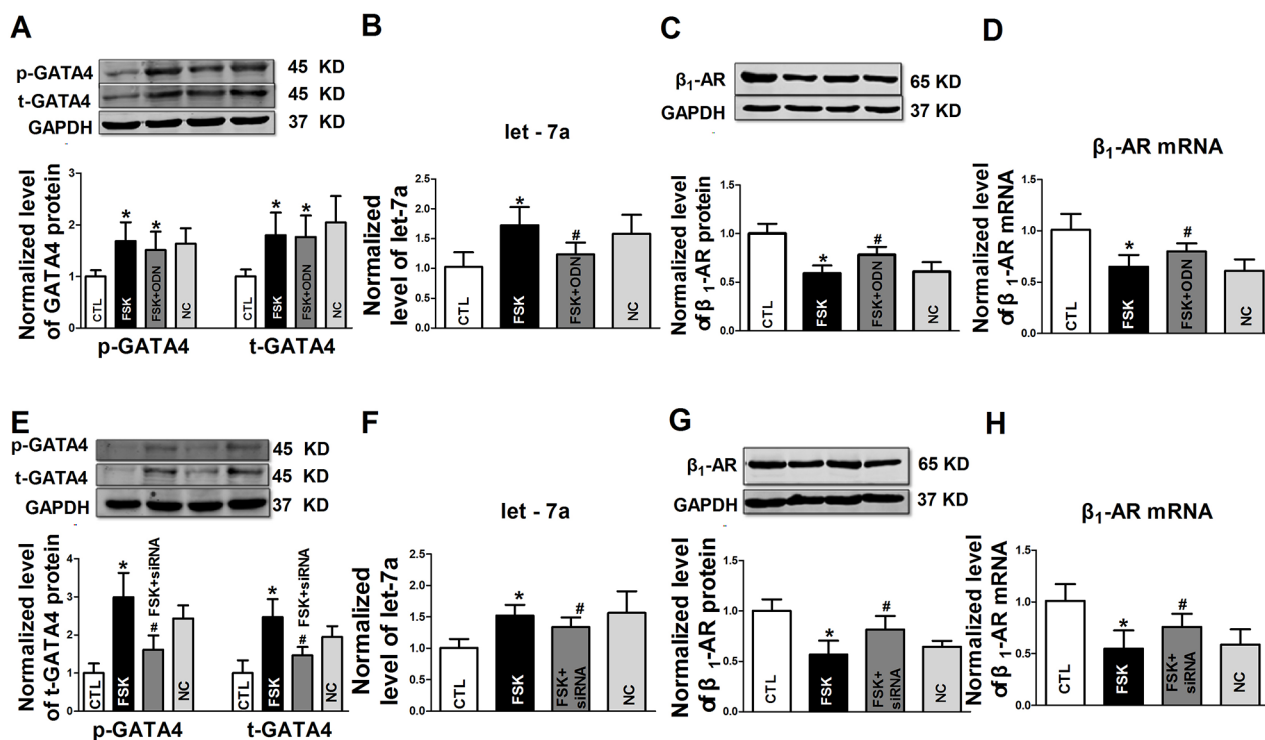 A
p-GATA4 45 KD
t-GATA4 45 KD
GAPDH 37 KD
Normalized level
of GATA4 protein
3
2
1
0
CTL
FSK
FSK+ODN
NC
CTL
FSK
FSK+ODN
NC
*
*
*
*
p-GATA4 t-GATA4
B
let - 7a
Normalized
level of let-7a
2.5
2.0
1.5
1.0
0.5
0.0
CTL
FSK
FSK+ODN
NC
*
#
C
β1-AR 65 KD
GAPDH 37 KD
Normalized level
of β 1-AR protein
1.5
1.0
0.5
0.0
CTL
FSK
FSK+ODN
NC
*
#
D
β1-AR mRNA
Normalized level
of β 1-AR mRNA
1.5
1.0
0.5
0.0
CTL
FSK
FSK+ODN
NC
*
#
E
p-GATA4 45 KD
t-GATA4 45 KD
GAPDH 37 KD
Normalized level
of t-GATA4 protein
4
3
2
1
0
CTL
FSK
FSK+siRNA
NC
CTL
FSK
FSK+siRNA
NC
*
#
*
#
p-GATA4 t-GATA4
F
let - 7a
Normalized
level of let-7a
2.5
2.0
1.5
1.0
0.5
0.0
CTL
FSK
FSK+
siRNA
NC
*
#
G
β1-AR 65 KD
GAPDH 37 KD
Normalized level
of β 1-AR protein
1.5
1.0
0.5
0.0
CTL
FSK
FSK+
siRNA
NC
*
#
H
β1-AR mRNA
Normalized level
of β 1-AR mRNA
1.5
1.0
0.5
0.0
CTL
FSK
FSK+
siRNA
NC
*
#